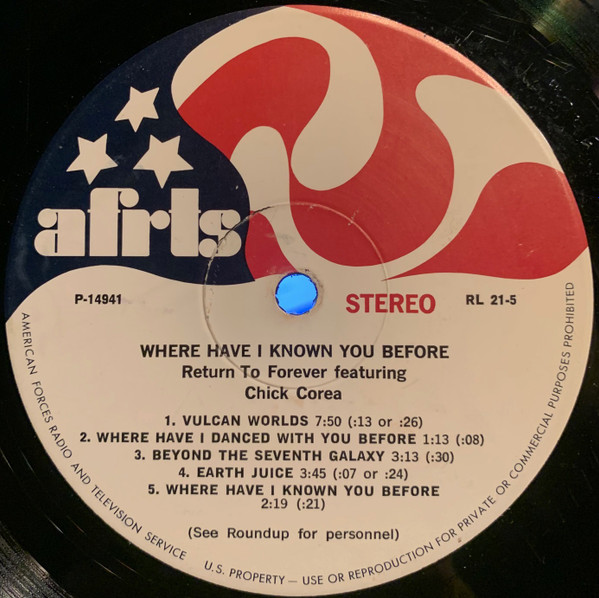 afrts
P-14941
STEREO
RL 21-5
WHERE HAVE I KNOWN YOU BEFORE
Return To Forever featuring
Chick Corea
1. VULCAN WORLDS 7:50 (:13 or :26)
2. WHERE HAVE I DANCED WITH YOU BEFORE 1:13 (:08)
3. BEYOND THE SEVENTH GALAXY 3:13 (:30)
4. EARTH JUICE 3:45 (:07 or :24)
5. WHERE HAVE I KNOWN YOU BEFORE
2:19 (:21)
(See Roundup for personnel)
AMERICAN FORCES RADIO AND TELEVISION SERVICE
U.S. PROPERTY — USE OR REPRODUCTION FOR PRIVATE OR COMMERCIAL PURPOSES PROHIBITED